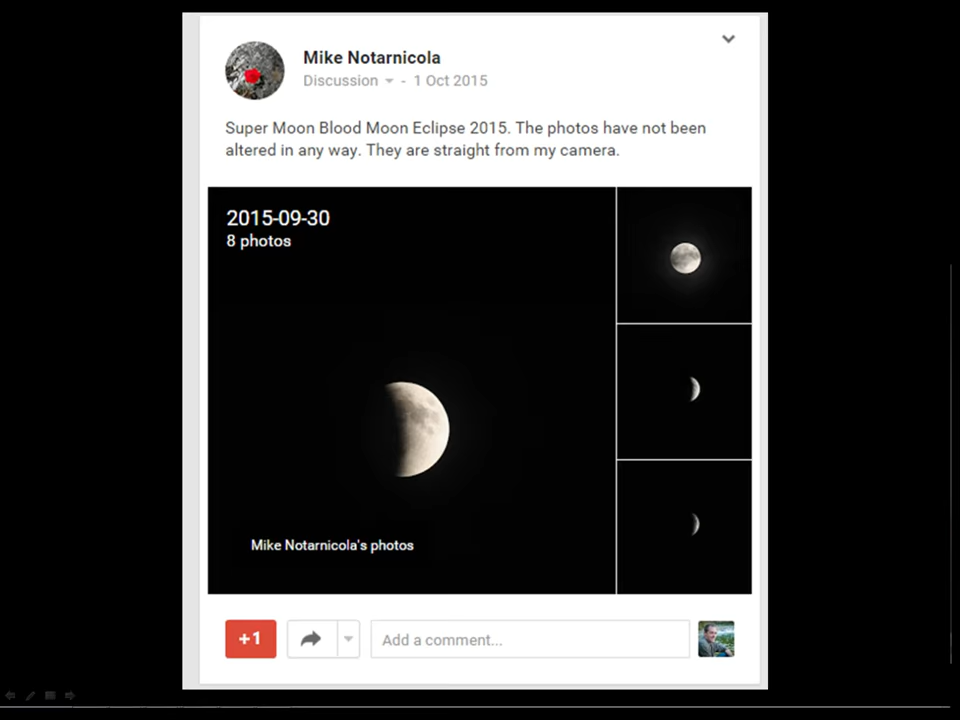 Mike Notarnicola
Discussion - 1 Oct 2015
Super Moon Blood Moon Eclipse 2015. The photos have not been
altered in any way. They are straight from my camera.
2015-09-30
8 photos
Mike Notarnicola's photos
+1
Add a comment...